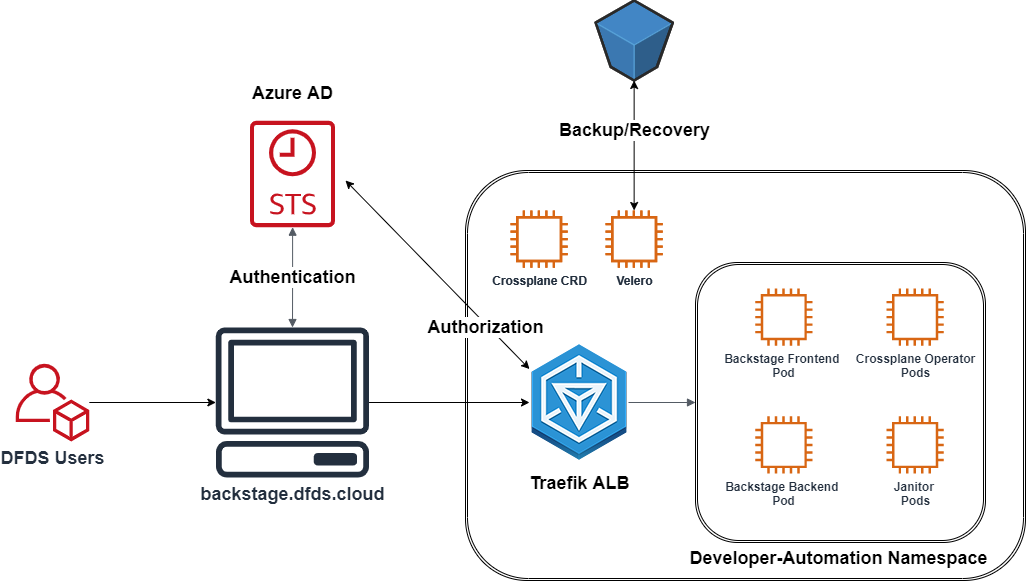 Azure AD
STS
Backup/Recovery
Authentication
Crossplane CRD
Velero
Authorization
Backstage Frontend
Pod
Crossplane Operator
Pods
DFDS Users
backstage.dfds.cloud
Traefik ALB
Backstage Backend
Pod
Janitor
Pods
Developer-Automation Namespace